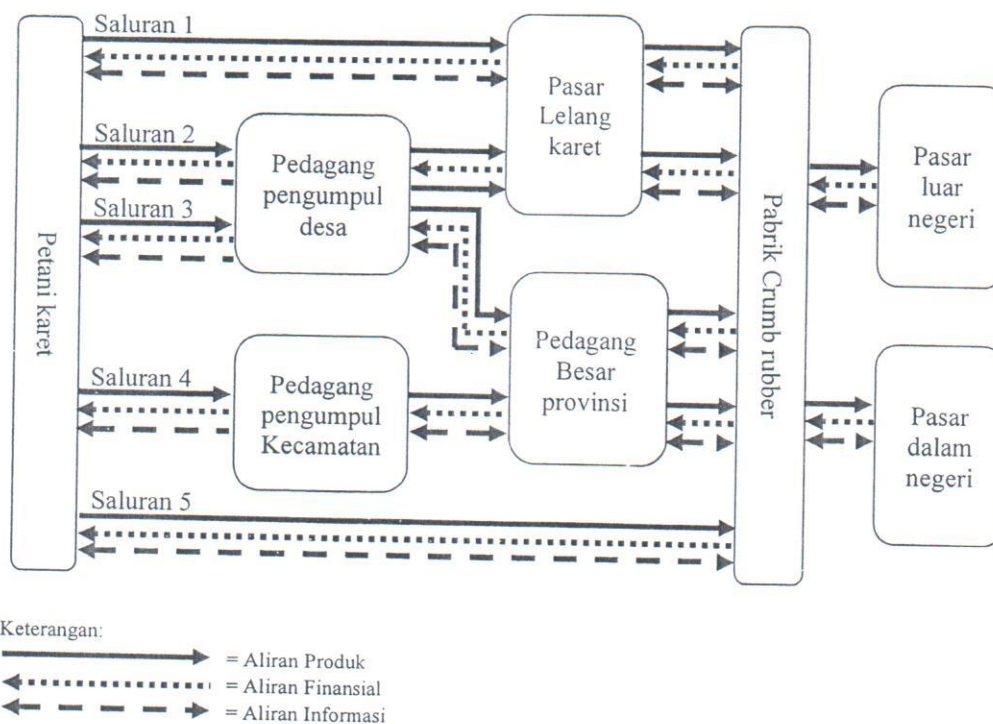 Saluran 1
Saluran 2
Saluran 3
Saluran 4
Saluran 5
Petani karet
Pedagang
pengumpul
desa
Pedagang
pengumpul
Kecamatan
Pasar
Lelang
karet
Pedagang
Besar
provinsi
Pabrik Crumb rubber
Pasar
luar
negeri
Pasar
dalam
negeri
Keterangan:
= Aliran Produk
= Aliran Finansial
= Aliran Informasi